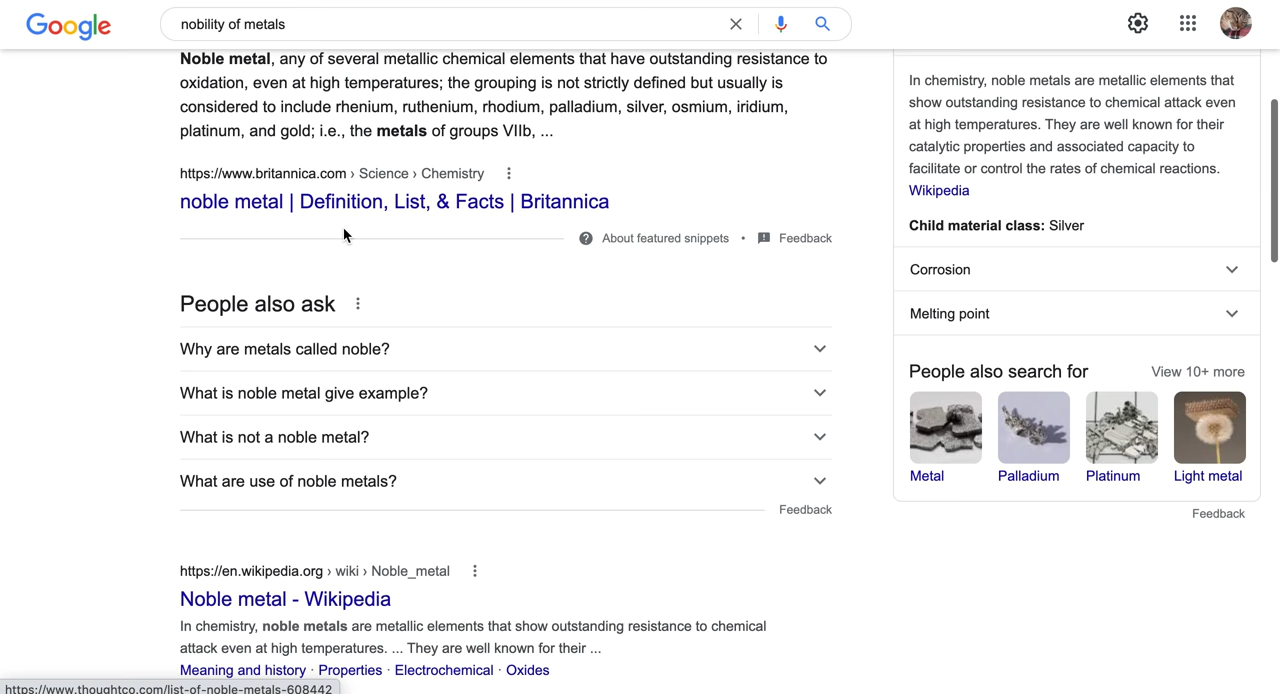 Google
nobility of metals
Noble metal, any of several metallic chemical elements that have outstanding resistance to
oxidation, even at high temperatures; the grouping is not strictly defined but usually is
considered to include rhenium, ruthenium, rhodium, palladium, silver, osmium, iridium,
platinum, and gold; i.e., the metals of groups VIIb, ...
https://www.britannica.com › Science › Chemistry
noble metal | Definition, List, & Facts | Britannica
About featured snippets • Feedback
People also ask
Why are metals called noble?
What is noble metal give example?
What is not a noble metal?
What are use of noble metals?
Feedback
https://en.wikipedia.org › wiki › Noble_metal
Noble metal - Wikipedia
In chemistry, noble metals are metallic elements that show outstanding resistance to chemical
attack even at high temperatures. ... They are well known for their ...
Meaning and history · Properties · Electrochemical · Oxides
https://www.thoughtco.com/list-of-noble-metals-608442
In chemistry, noble metals are metallic elements that
show outstanding resistance to chemical attack even
at high temperatures. They are well known for their
catalytic properties and associated capacity to
facilitate or control the rates of chemical reactions.
Wikipedia
Child material class: Silver
Corrosion
Melting point
People also search for
View 10+ more
Metal
Palladium
Platinum
Light metal
Feedback